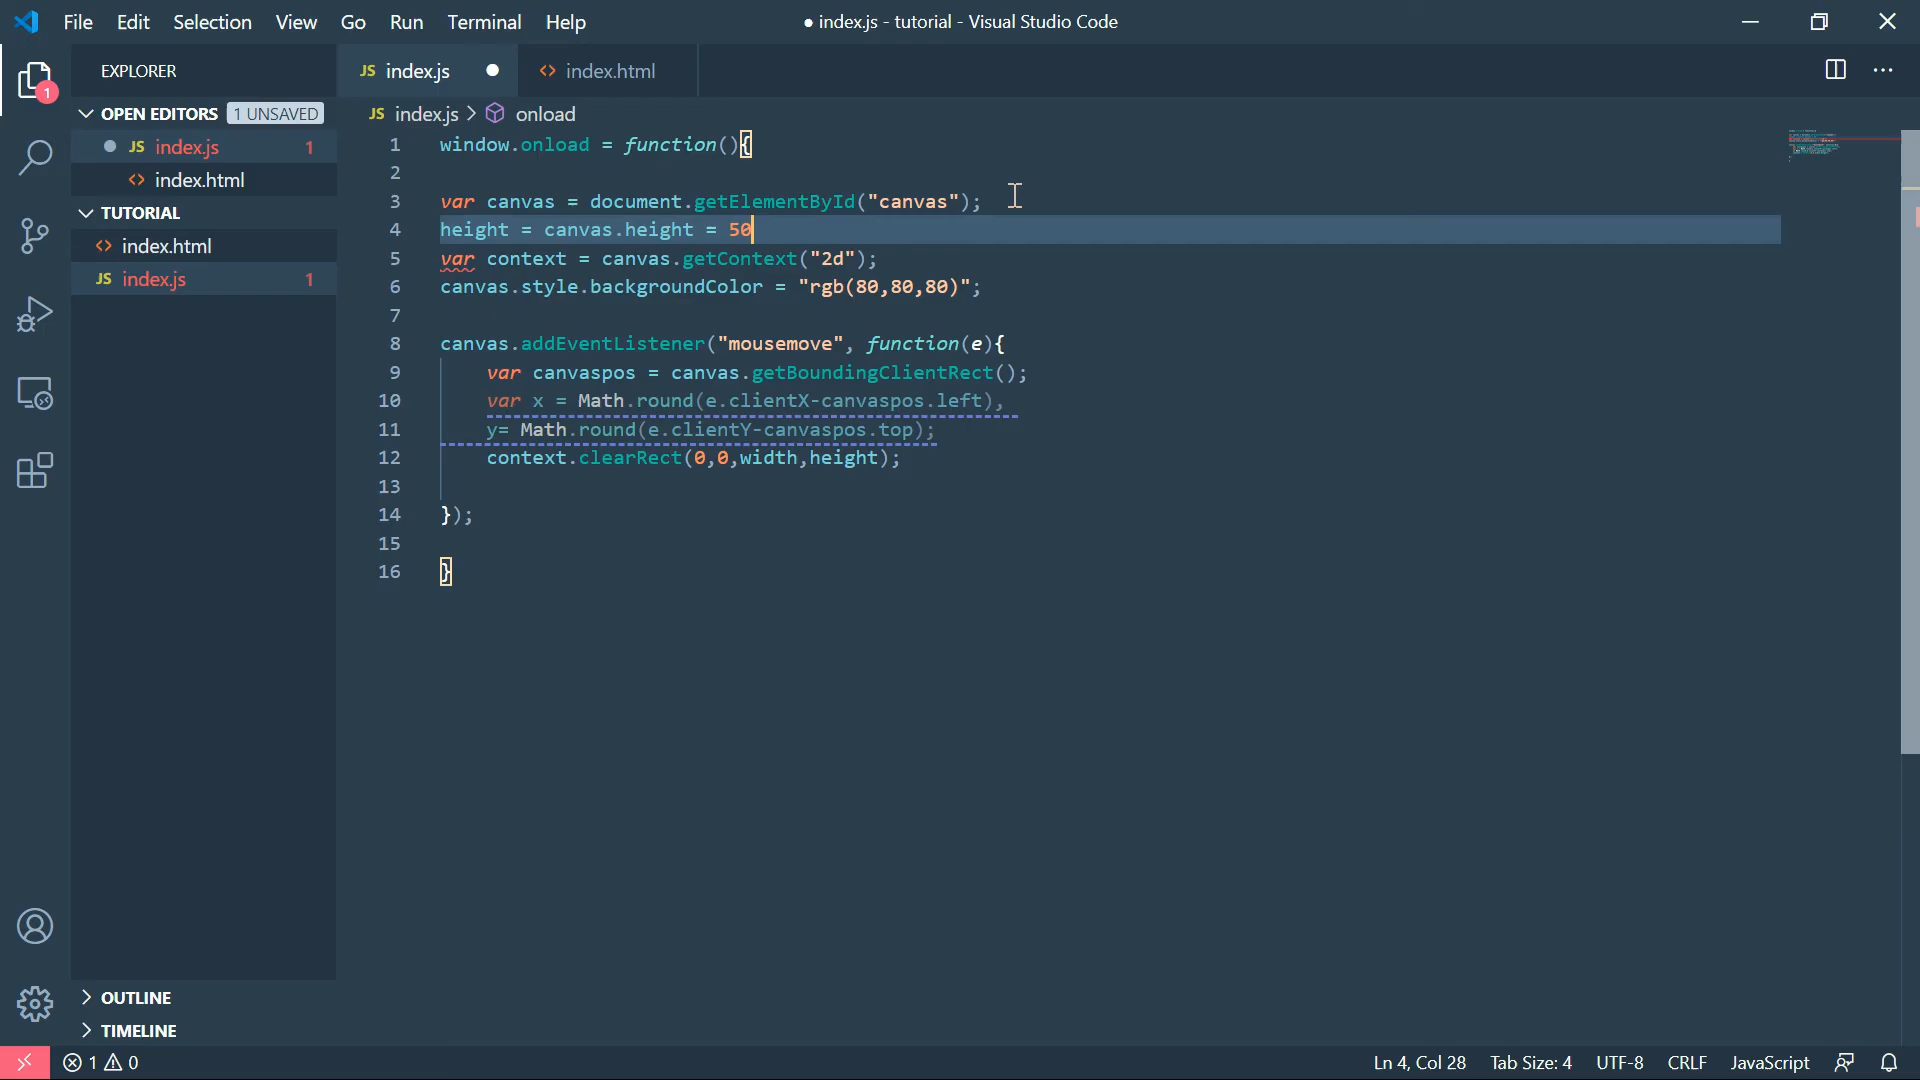 File Edit Selection View Go Run Terminal Help
● index.js - tutorial - Visual Studio Code
EXPLORER
1
OPEN EDITORS 1 UNSAVED
JS index.js 1
<> index.html
TUTORIAL
<> index.html
JS index.js 1
OUTLINE
TIMELINE
JS index.js ●
<> index.html
JS index.js > onload
1 window.onload = function(){
2
3 var canvas = document.getElementById("canvas");
4 height = canvas.height = 50
5 var context = canvas.getContext("2d");
6 canvas.style.backgroundColor = "rgb(80,80,80)";
7
8 canvas.addEventListener("mousemove", function(e){
9 var canvaspos = canvas.getBoundingClientRect();
10 var x = Math.round(e.clientX-canvaspos.left),
11 y= Math.round(e.clientY-canvaspos.top);
12 context.clearRect(0,0,width,height);
13
14 });
15
16 }
1 0
Ln 4, Col 28 Tab Size: 4 UTF-8 CRLF JavaScript